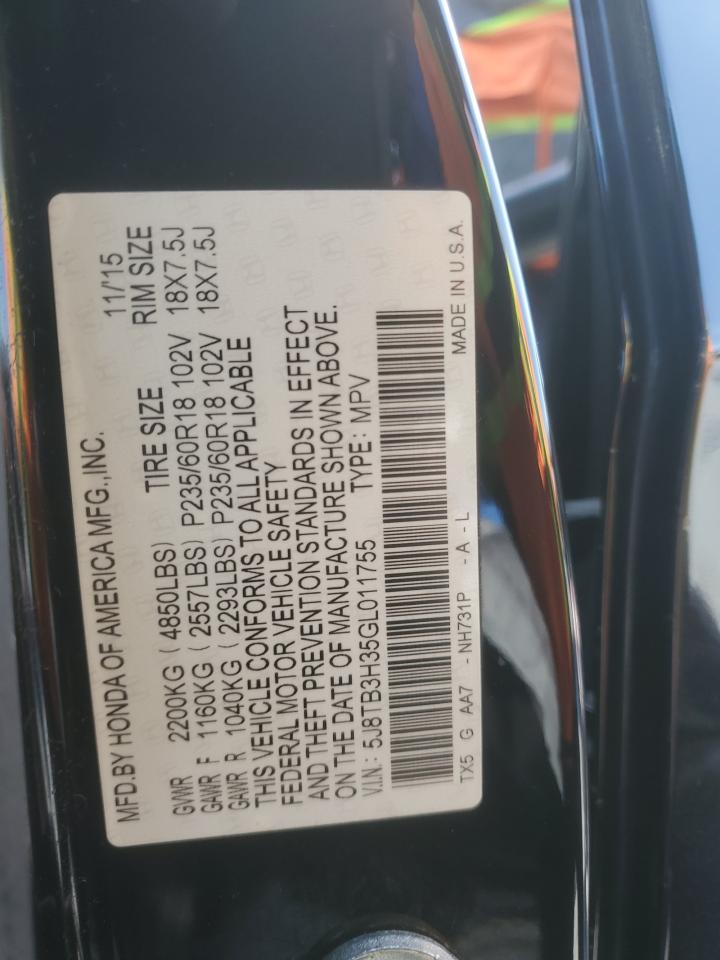 MFD.BY HONDA OF AMERICA MFG.,INC. 11/'15
TIRE SIZE RIM SIZE
GVWR 2200KG (4850LBS)
GAWR F 1160KG (2557LBS) P235/60R18 102V 18X7.5J
GAWR R 1040KG (2293LBS) P235/60R18 102V 18X7.5J
THIS VEHICLE CONFORMS TO ALL APPLICABLE
FEDERAL MOTOR VEHICLE SAFETY
AND THEFT PREVENTION STANDARDS IN EFFECT
ON THE DATE OF MANUFACTURE SHOWN ABOVE.
V.I.N.: 5J8TB3H35GL011755 TYPE: MPV
TX5 G AA7 - NH731P - A - L MADE IN U.S.A.